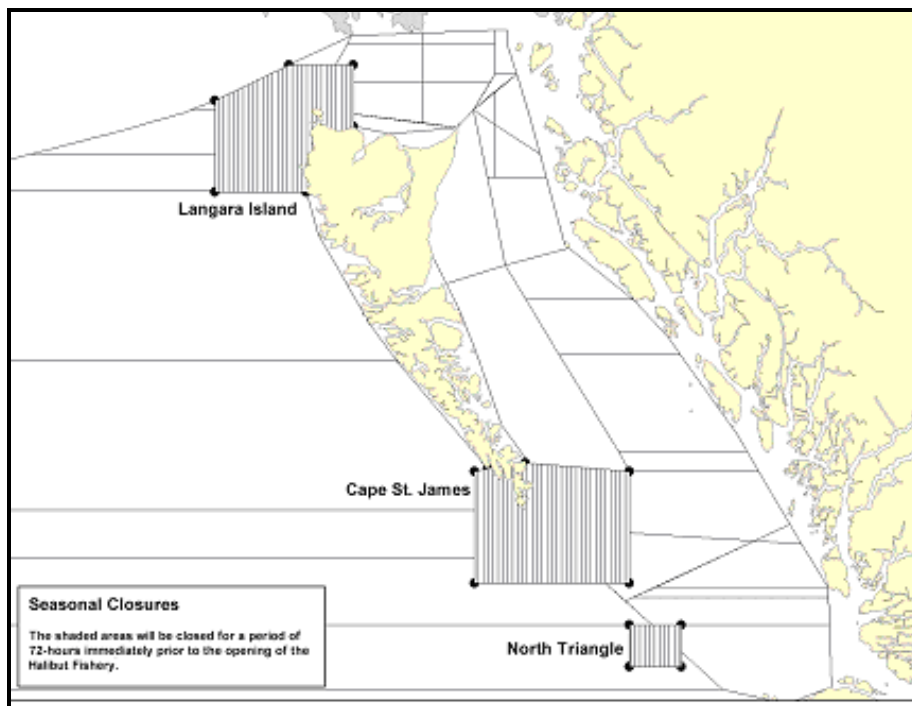 Langara Island
Cape St. James
Seasonal Closures
The shaded areas will be closed for a period of
72-hours immediately prior to the opening of the
Halibut Fishery.
North Triangle